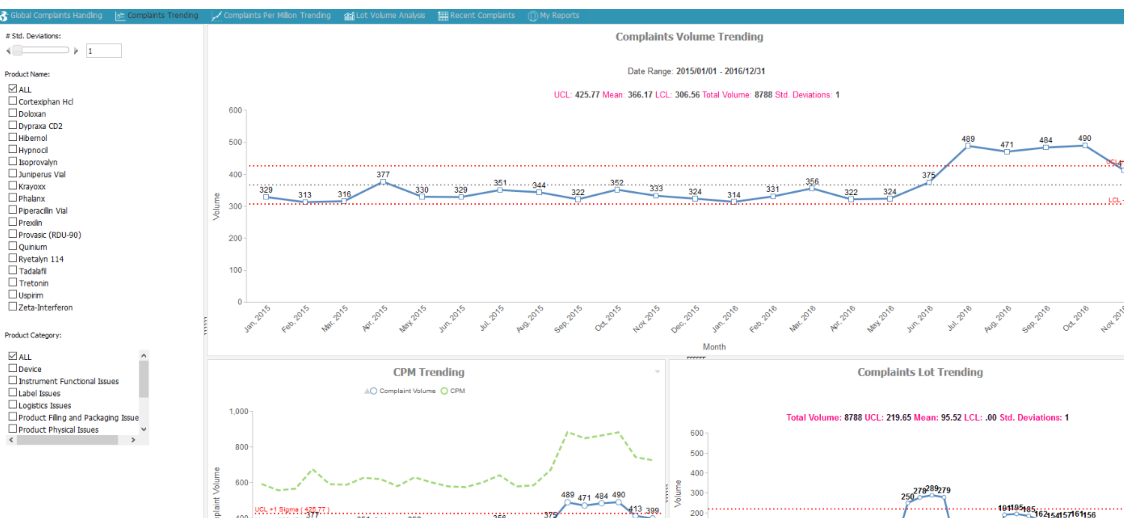 Global Complaints Handling Complaints Trending Complaints Per Million Trending Lot Volume Analysis Recent Complaints My Reports
# Std. Deviations:
1
Product Name:
ALL
Cortexiphan Hcl
Doloxan
Dypraxa CD2
Hibernol
Hypnocil
Isoprovalyn
Juniperus Vial
Krayoxx
Phalanx
Piperacilin Vial
Prexilin
Provasic (RDU-90)
Quinium
Ryetalyn 114
Tadalafil
Tretonin
Uspirim
Zeta-Interferon
Product Category:
ALL
Device
Instrument Functional Issues
Label Issues
Logistics Issues
Product Filing and Packaging Issue
Product Physical Issues
Complaints Volume Trending
Date Range: 2015/01/01 - 2016/12/31
UCL: 425.77 Mean: 366.17 LCL: 306.56 Total Volume: 8788 Std. Deviations: 1
Volume
600
500
400
300
200
100
0
329 313 316 377 330 329 351 344 322 352 333 324 314 331 356 322 324 375 489 471 484 490
LCL
Jan, 2015 Feb, 2015 Mar, 2015 Apr, 2015 May, 2015 Jun, 2015 Jul, 2015 Aug, 2015 Sep, 2015 Oct, 2015 Nov, 2015 Dec, 2015 Jan, 2016 Feb, 2016 Mar, 2016 Apr, 2016 May, 2016 Jun, 2016 Jul, 2016 Aug, 2016 Sep, 2016 Oct, 2016 Nov, 2016
Month
CPM Trending
Complaint Volume CPM
1,000
800
600
400
Volume
UCL +1 Sigma ( 425.77 )
377
375 489 471 484 490 413 399
Complaints Lot Trending
Total Volume: 8788 UCL: 219.65 Mean: 95.52 LCL: .00 Std. Deviations: 1
Volume
600
500
400
300
200
250 279 289 279
191 195 185 162 154 157 161 156